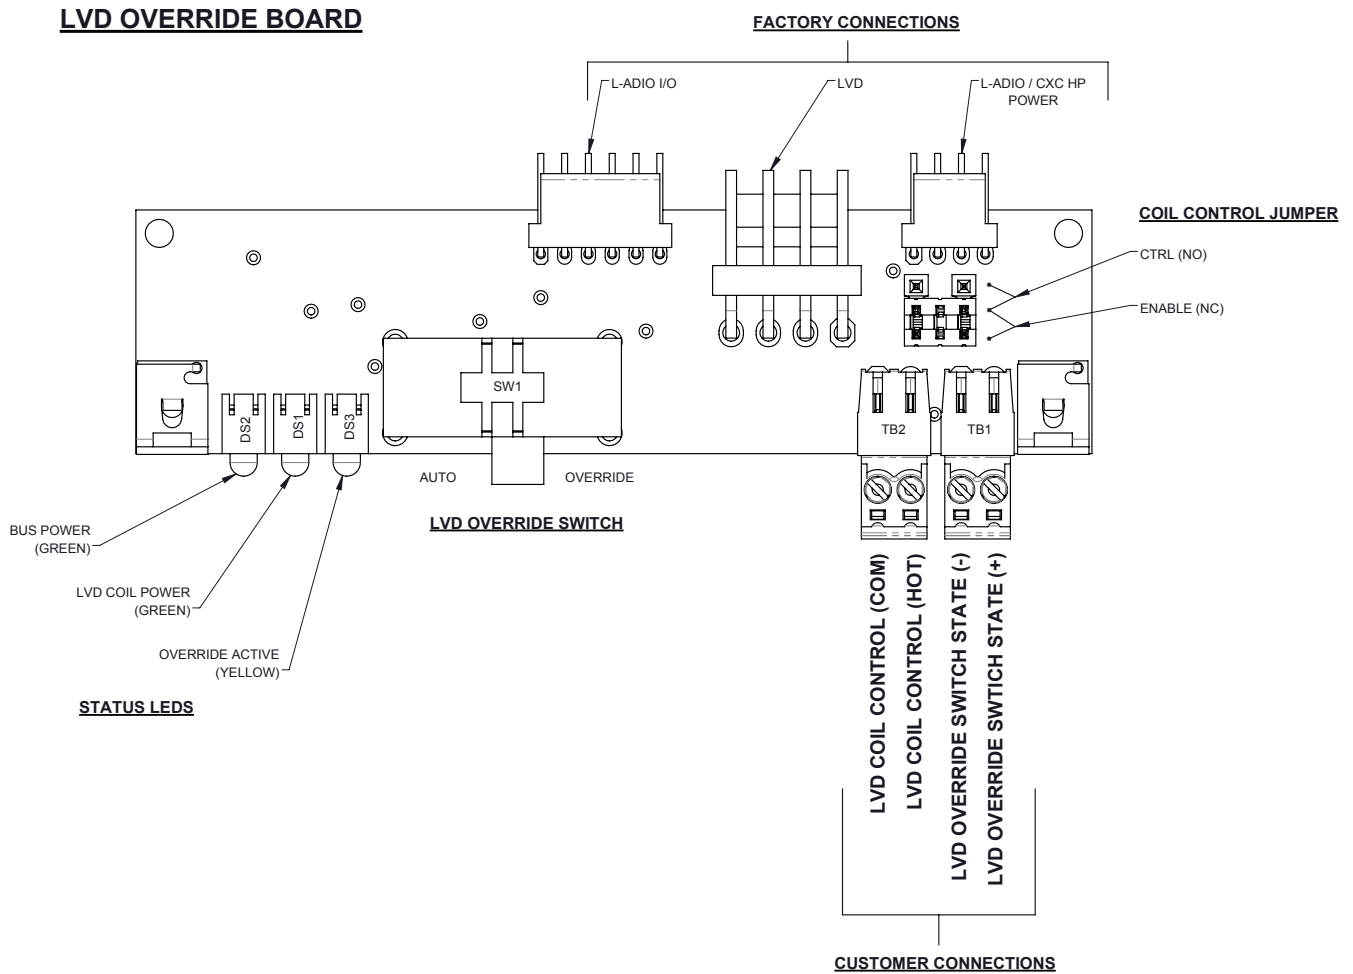 LVD OVERRIDE BOARD
FACTORY CONNECTIONS
L-ADIO I/O
LVD
L-ADIO / CXC HP
POWER
COIL CONTROL JUMPER
CTRL (NO)
ENABLE (NC)
DS2
DS1
DS3
SW1
TB2
TB1
AUTO
OVERRIDE
LVD OVERRIDE SWITCH
BUS POWER
(GREEN)
LVD COIL POWER
(GREEN)
OVERRIDE ACTIVE
(YELLOW)
STATUS LEDS
LVD COIL CONTROL (COM)
LVD COIL CONTROL (HOT)
LVD OVERRIDE SWITCH STATE (-)
LVD OVERRIDE SWTICH STATE (+)
CUSTOMER CONNECTIONS